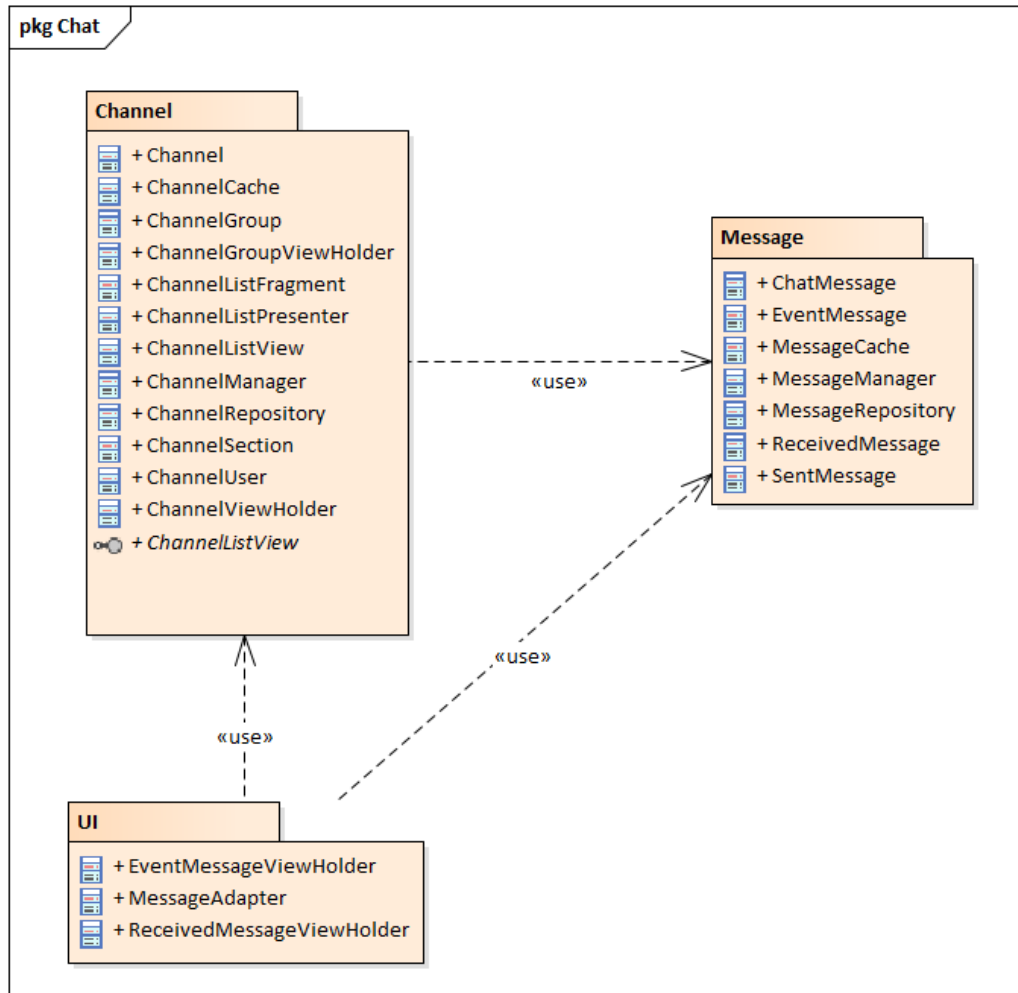 pkg Chat
Channel
+ Channel
+ ChannelCache
+ ChannelGroup
+ ChannelGroupViewHolder
+ ChannelListFragment
+ ChannelListPresenter
+ ChannelListView
+ ChannelManager
+ ChannelRepository
+ ChannelSection
+ ChannelUser
+ ChannelViewHolder
+ ChannelListView
Message
+ ChatMessage
+ EventMessage
+ MessageCache
+ MessageManager
+ MessageRepository
+ ReceivedMessage
+ SentMessage
«use»
«use»
«use»
UI
+ EventMessageViewHolder
+ MessageAdapter
+ ReceivedMessageViewHolder